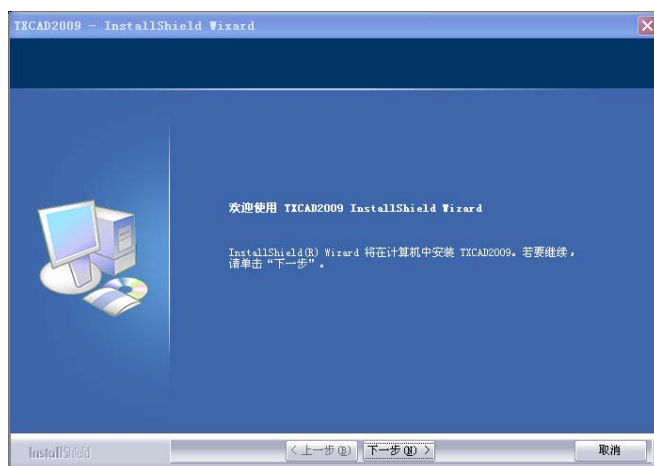 TXCAD2009 - InstallShield Wizard
欢迎使用 TXCAD2009 InstallShield Wizard
InstallShield(R) Wizard 将在计算机中安装 TXCAD2009。若要继续，
请单击“下一步”。
InstallShield
< 上一步(B) 下一步(N) > 取消